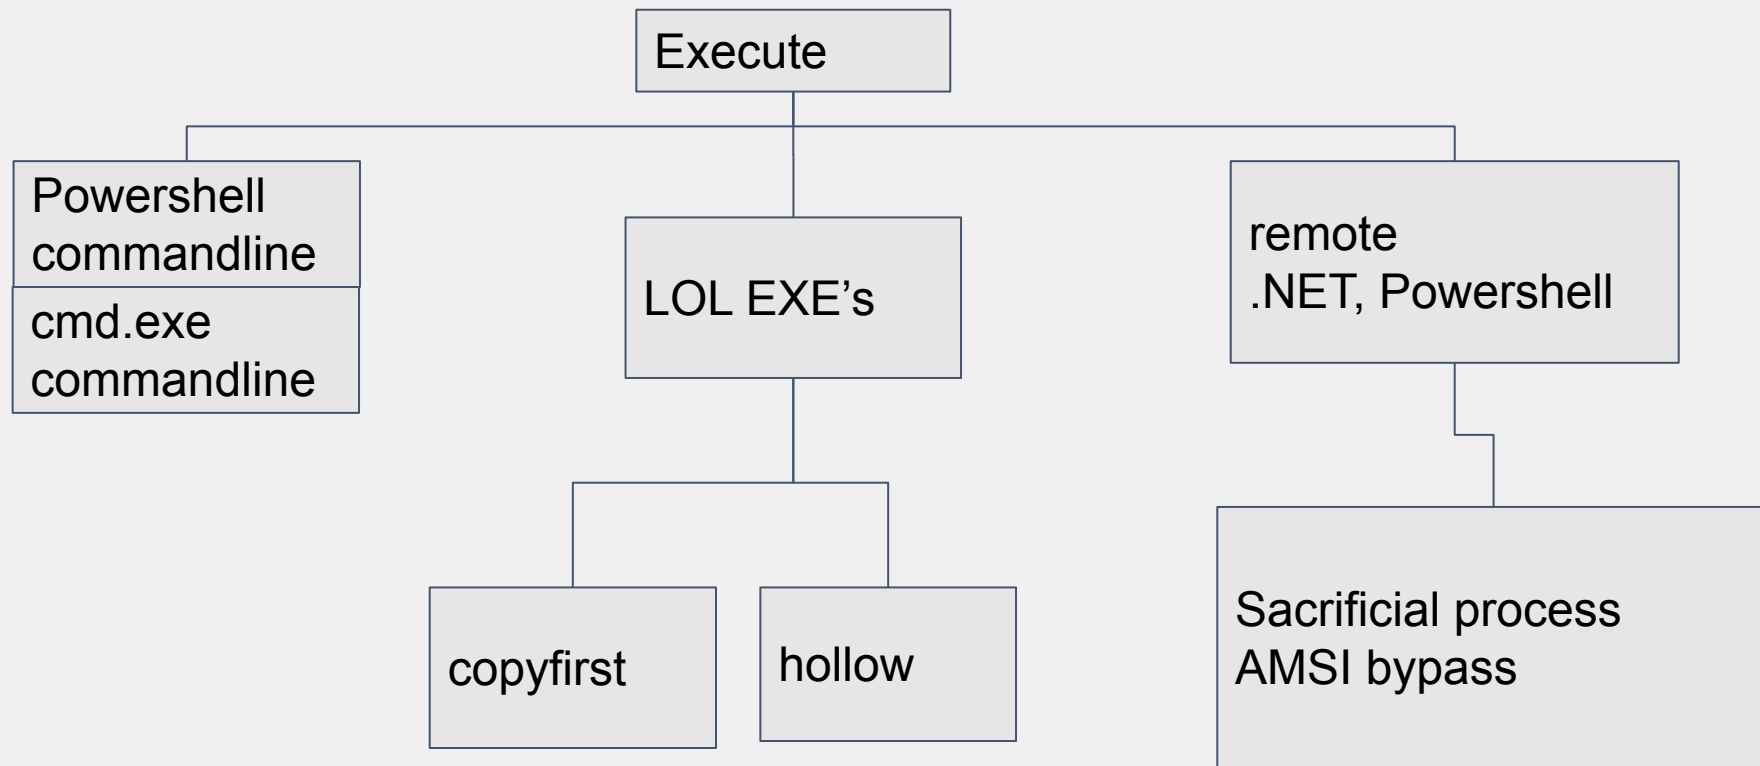 Execute
Powershell
commandline
cmd.exe
commandline
LOL EXE’s
remote
.NET, Powershell
copyfirst
hollow
Sacrificial process
AMSI bypass